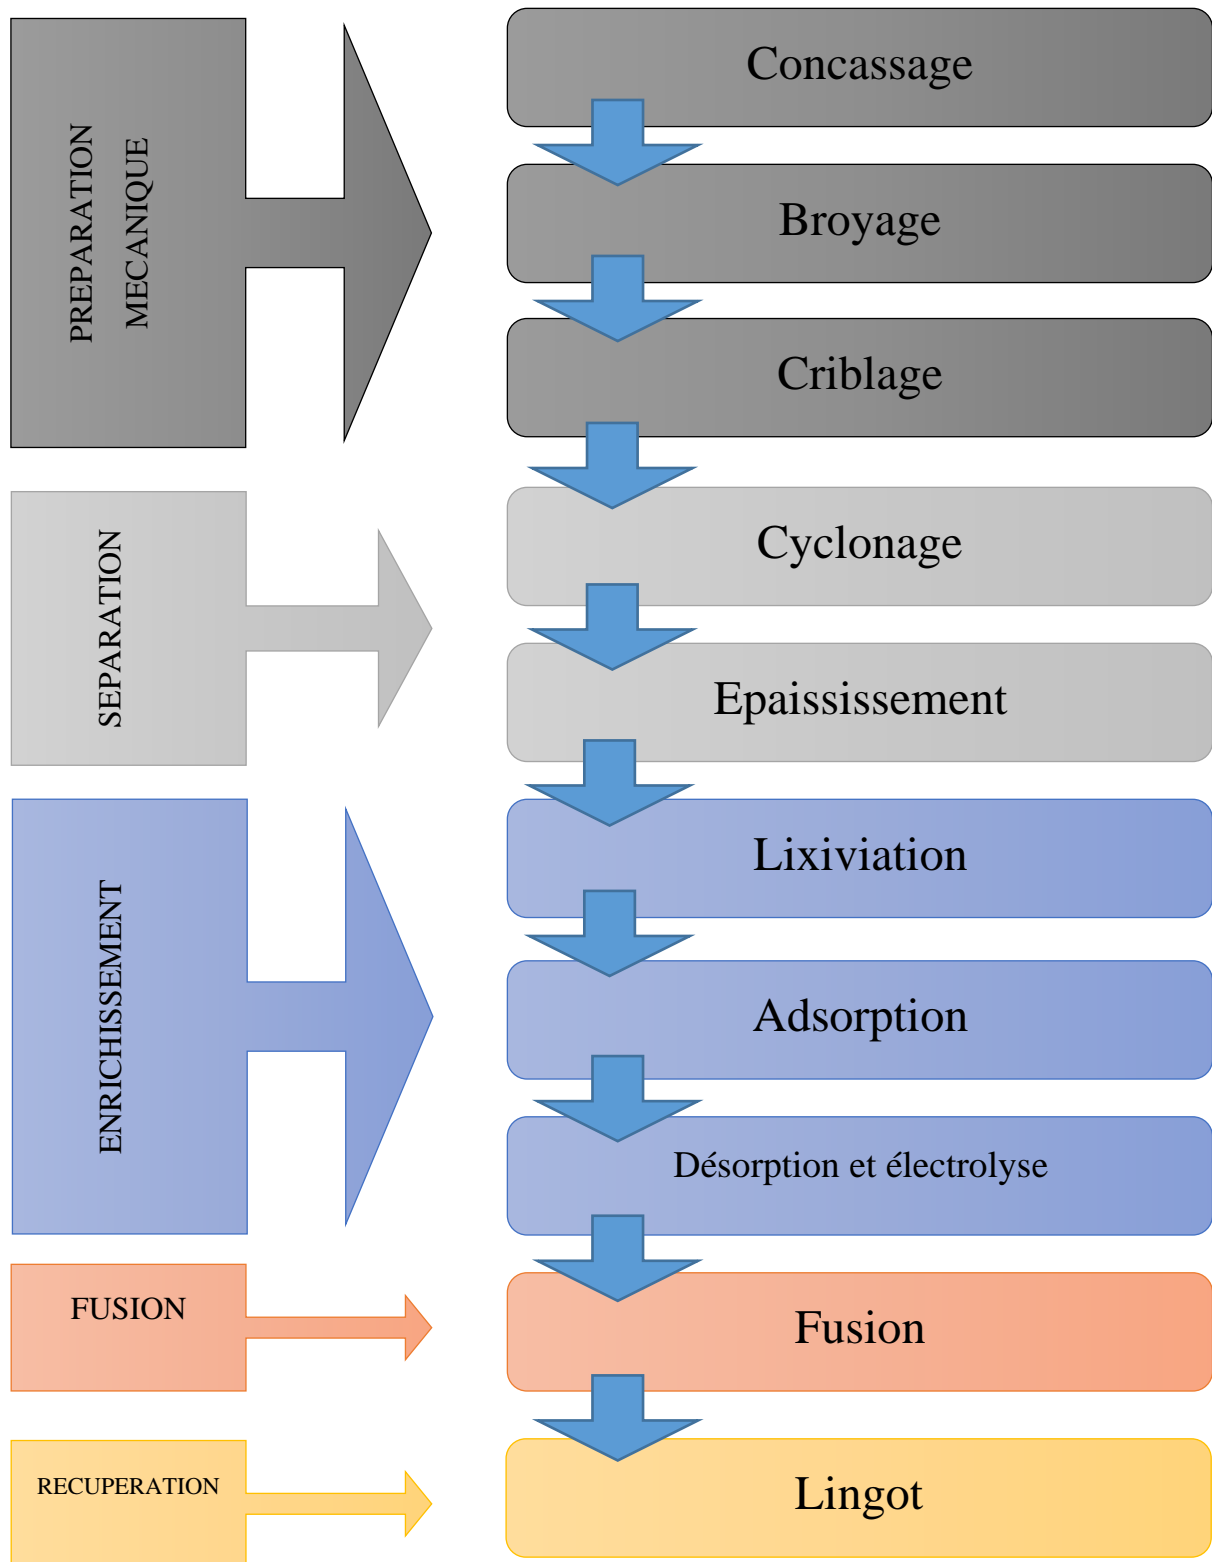 PREPARATION
MECANIQUE
Concassage
Broyage
Criblage
SEPARATION
Cyclonage
Epaississement
ENRICHISSEMENT
Lixiviation
Adsorption
Désorption et électrolyse
FUSION
Fusion
RECUPERATION
Lingot